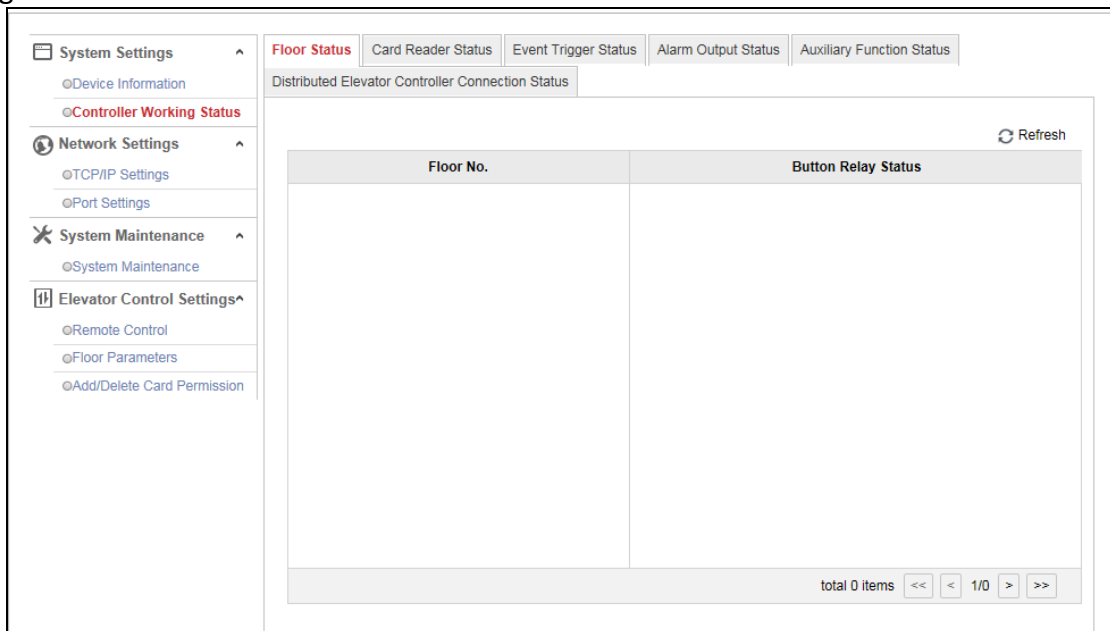 System Settings
Device Information
Controller Working Status
Network Settings
TCP/IP Settings
Port Settings
System Maintenance
System Maintenance
Elevator Control Settings
Remote Control
Floor Parameters
Add/Delete Card Permission
Floor Status Card Reader Status Event Trigger Status Alarm Output Status Auxiliary Function Status
Distributed Elevator Controller Connection Status
Refresh
Floor No. Button Relay Status
total 0 items << < 1/0 > >>